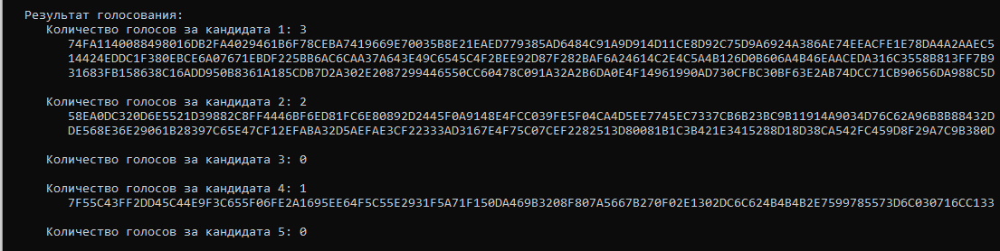 Результат голосования:
Количество голосов за кандидата 1: 3
74FA1140088498016DB2FA4029461B6F78CEBA7419669E70035B8E21EAED779385AD6484C91A9D914D11CE8D92C75D9A6924A386AE74EEACFE1E78DA4A2AAEC5
14424EDDC1F380EBCE6A07671EBDF225BB6AC6CAA37A643E49C6545C4F2BEE92D87F282BAF6A24614C2E4C5A4B126D0B606A4B46EAACEDA316C3558B813FF7B9
31683FB158638C16ADD950B8361A185CDB7D2A302E2087299446550CC60478C091A32A2B6DA0E4F14961990AD730CFBC30BF63E2AB74DCC71CB90656DA988C5D
Количество голосов за кандидата 2: 2
58EA0DC320D6E5521D39882C8FF4446BF6ED81FC6E80892D2445F0A9148E4FCC039FE5F04CA4D5EE7745EC7337CB6B23BC9B11914A9034D76C62A96B8B88432D
DE568E36E29061B28397C65E47CF12EFABA32D5AEFAE3CF22333AD3167E4F75C07CEF2282513D80081B1C3B421E3415288D18D38CA542FC459D8F29A7C9B380D
Количество голосов за кандидата 3: 0
Количество голосов за кандидата 4: 1
7F55C43FF2DD45C44E9F3C655F06FE2A1695EE64F5C55E2931F5A71F150DA469B3208F807A5667B270F02E1302DC6C624B4B4B2E7599785573D6C030716CC133
Количество голосов за кандидата 5: 0